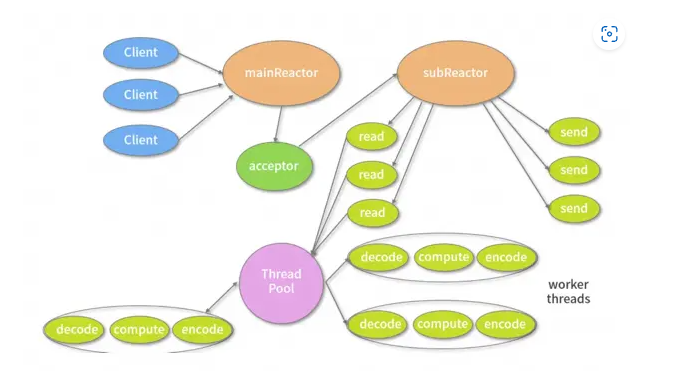 Client
mainReactor
subReactor
Client
Client
acceptor
read
read
read
send
send
send
Thread
Pool
decode compute encode
decode compute encode
decode compute encode
worker
threads